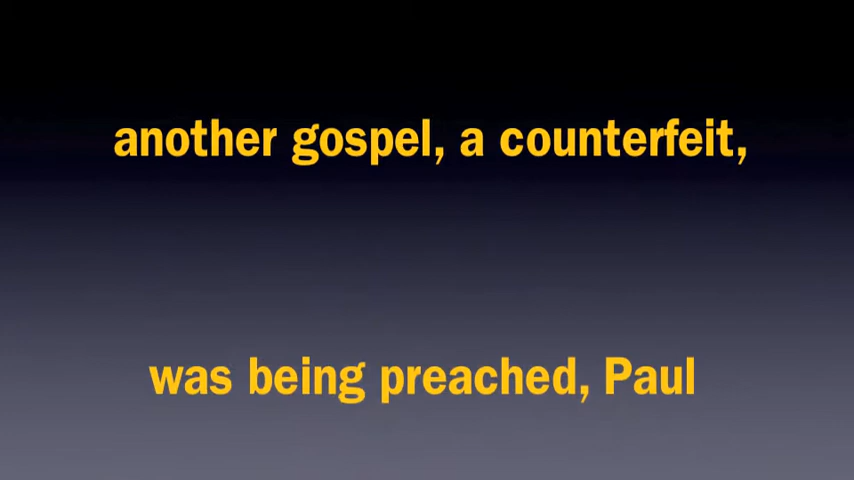 another gospel, a counterfeit,
was being preached, Paul